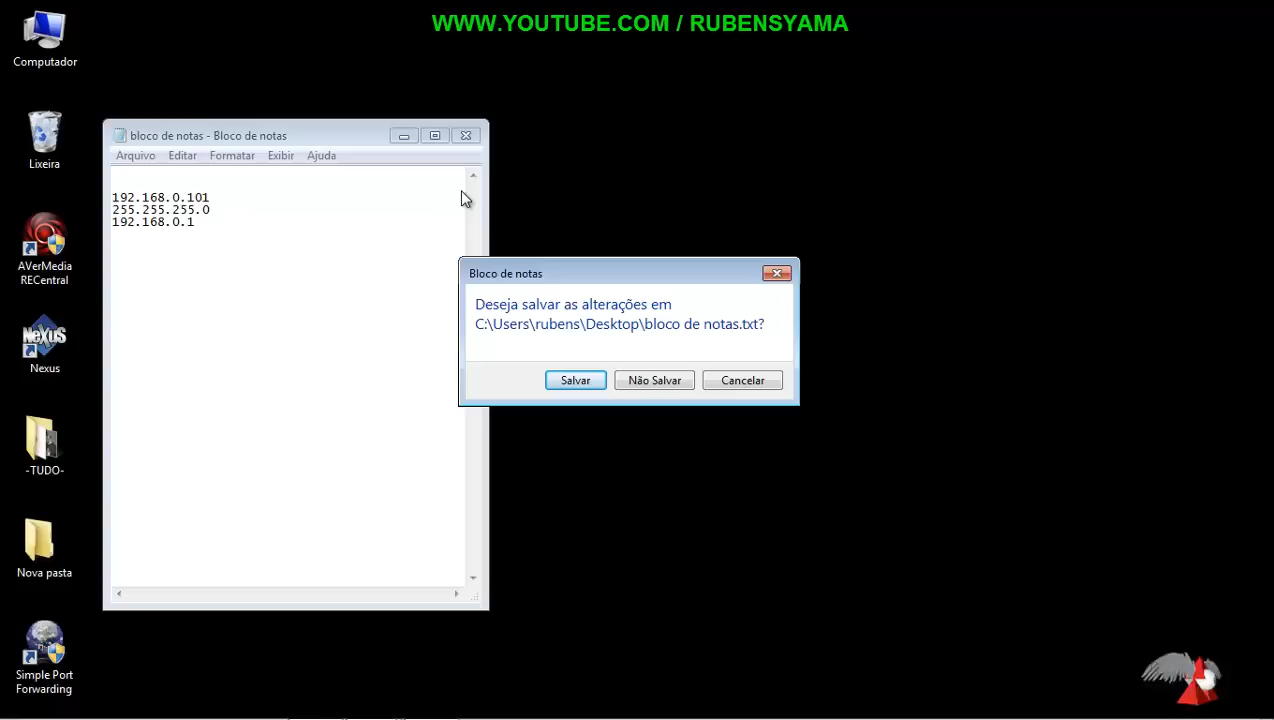 WWW.YOUTUBE.COM / RUBENSYAMA
Computador
Lixeira
AVerMedia
RECentral
NeXuS
Nexus
-TUDO-
Nova pasta
Simple Port
Forwarding
bloco de notas - Bloco de notas
Arquivo Editar Formatar Exibir Ajuda
192.168.0.101
255.255.255.0
192.168.0.1
Bloco de notas
Deseja salvar as alterações em
C:\Users\rubens\Desktop\bloco de notas.txt?
Salvar Não Salvar Cancelar